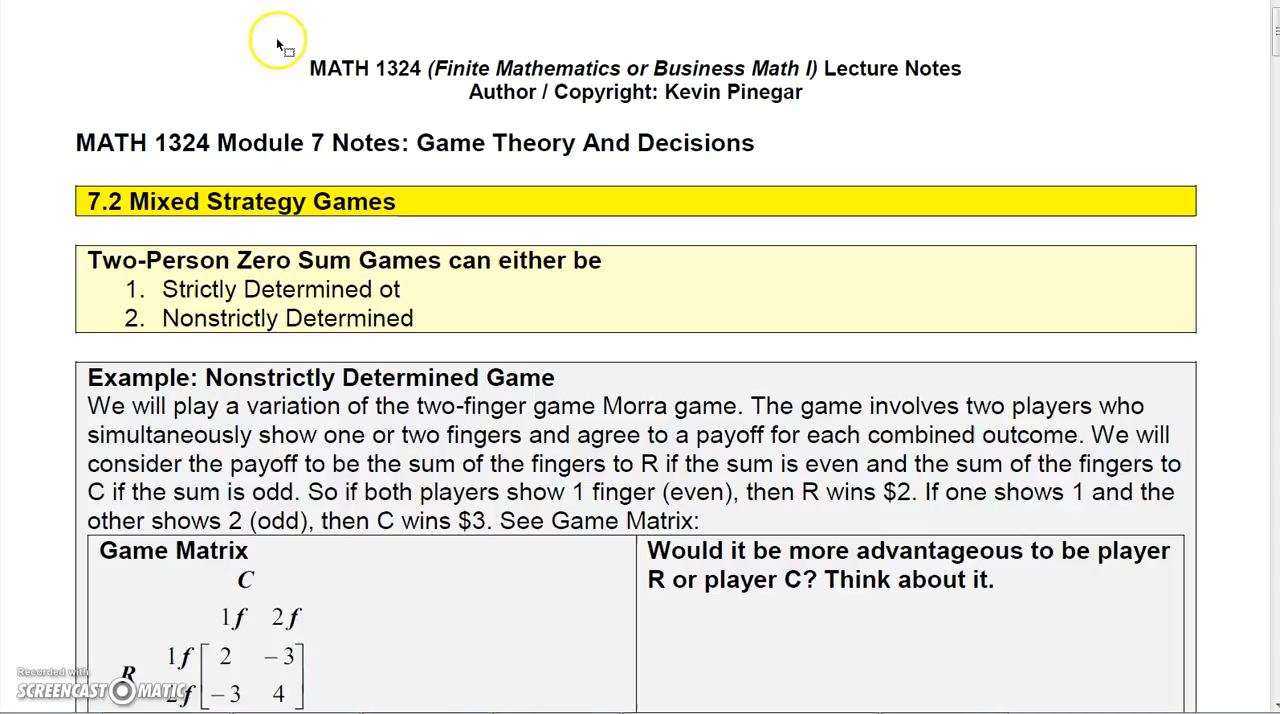 MATH 1324 (Finite Mathematics or Business Math I) Lecture Notes
Author / Copyright: Kevin Pinegar
MATH 1324 Module 7 Notes: Game Theory And Decisions
7.2 Mixed Strategy Games
Two-Person Zero Sum Games can either be
1. Strictly Determined ot
2. Nonstrictly Determined
Example: Nonstrictly Determined Game
We will play a variation of the two-finger game Morra game. The game involves two players who
simultaneously show one or two fingers and agree to a payoff for each combined outcome. We will
consider the payoff to be the sum of the fingers to R if the sum is even and the sum of the fingers to
C if the sum is odd. So if both players show 1 finger (even), then R wins $2. If one shows 1 and the
other shows 2 (odd), then C wins $3. See Game Matrix:
Game Matrix
C
1f 2f
1f 2 -3
R
2f -3 4
Would it be more advantageous to be player
R or player C? Think about it.
Recorded with
SCREENCAST MATIC